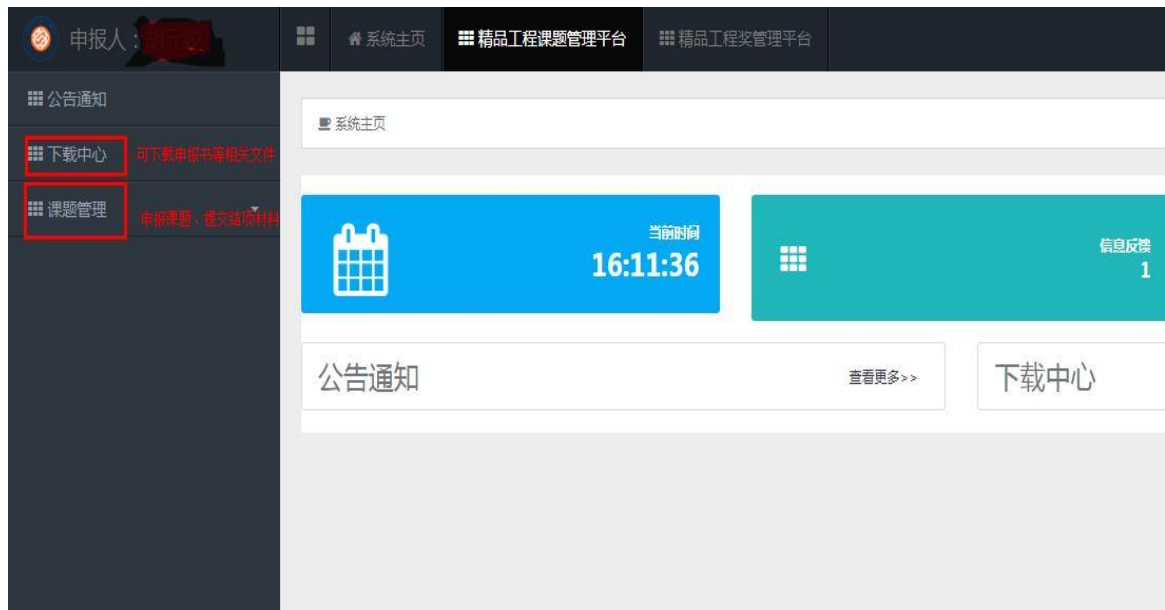 申报人：
系统主页
精品工程课题管理平台
精品工程奖管理平台
公告通知
下载中心
可下载申报书等相关文件
课题管理
申报课题、提交结项材料
系统主页
当前时间
16:11:36
信息反馈
1
公告通知
查看更多>>
下载中心